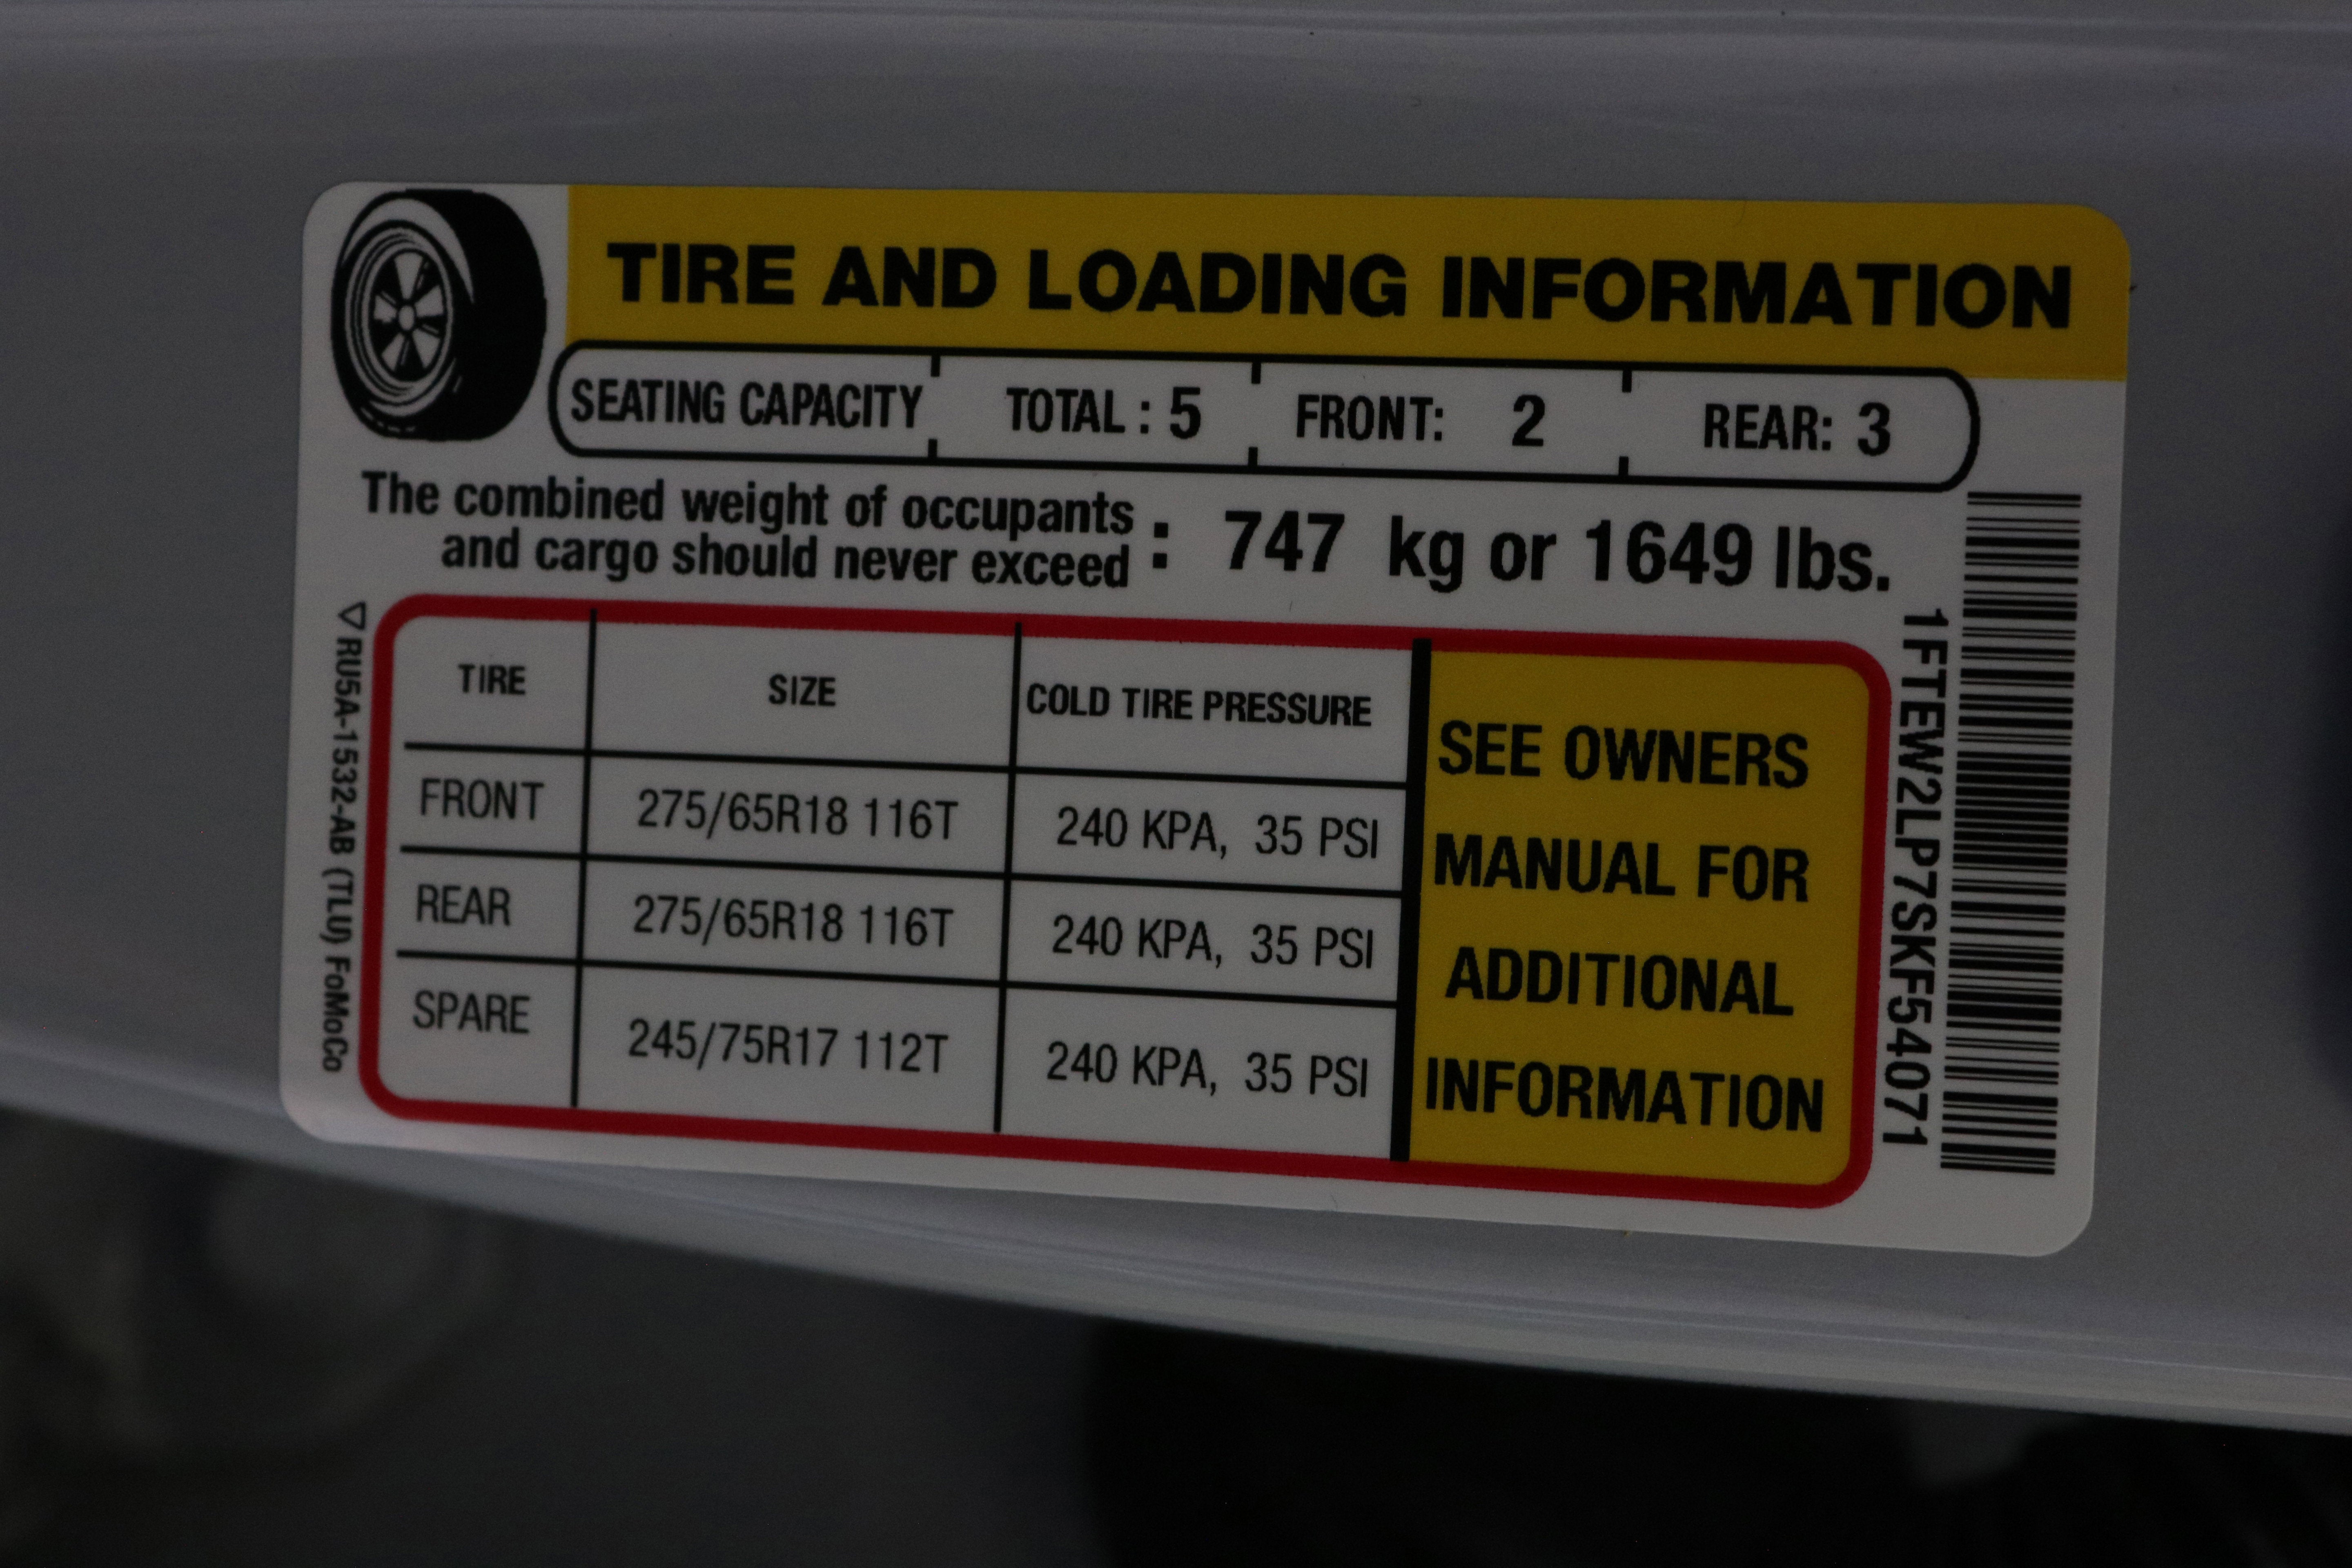 TIRE AND LOADING INFORMATION
SEATING CAPACITY TOTAL : 5 FRONT: 2 REAR: 3
The combined weight of occupants
and cargo should never exceed : 747 kg or 1649 lbs.
TIRE SIZE COLD TIRE PRESSURE
FRONT 275/65R18 116T 240 KPA, 35 PSI
REAR 275/65R18 116T 240 KPA, 35 PSI
SPARE 245/75R17 112T 240 KPA, 35 PSI
SEE OWNERS
MANUAL FOR
ADDITIONAL
INFORMATION
1FTEW2LP7SKF54071
RU5A-1532-AB (TLU) FoMoCo